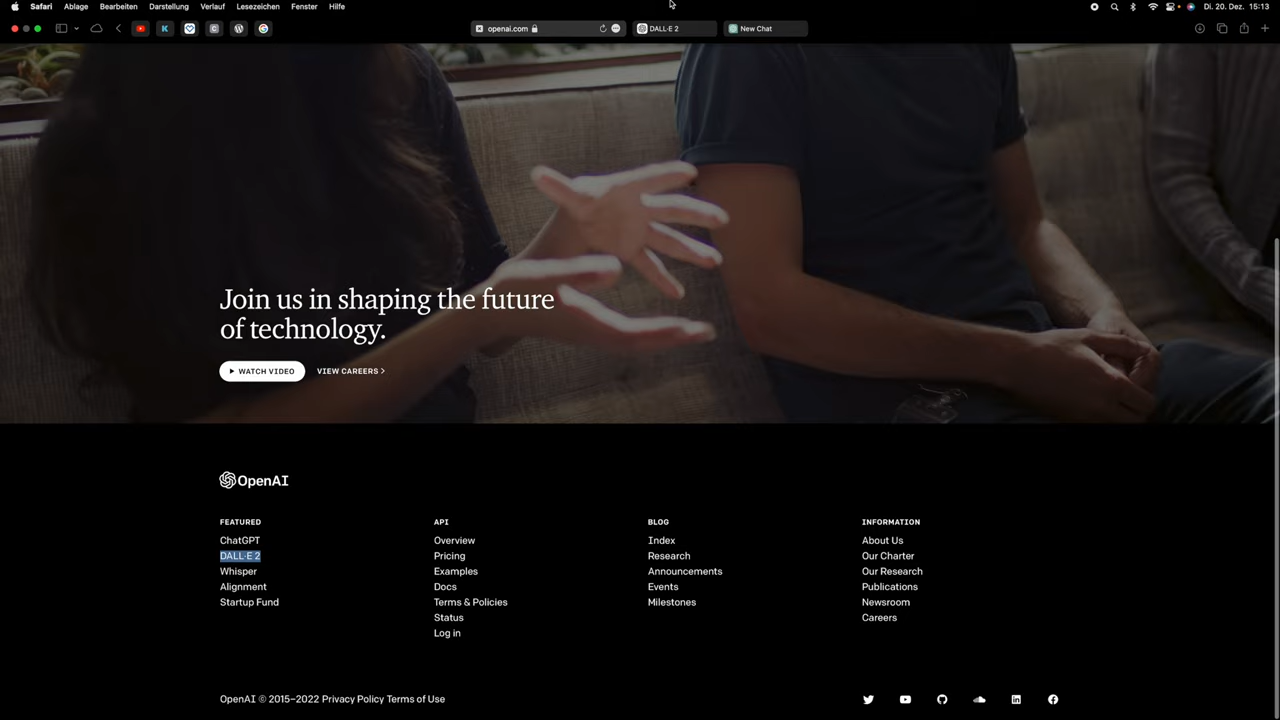 Safari Ablage Bearbeiten Darstellung Verlauf Lesezeichen Fenster Hilfe Di. 20. Dez. 15:13
openai.com DALL·E 2 New Chat
Join us in shaping the future
of technology.
WATCH VIDEO VIEW CAREERS >
OpenAI
FEATURED
ChatGPT
DALL·E 2
Whisper
Alignment
Startup Fund
API
Overview
Pricing
Examples
Docs
Terms & Policies
Status
Log in
BLOG
Index
Research
Announcements
Events
Milestones
INFORMATION
About Us
Our Charter
Our Research
Publications
Newsroom
Careers
OpenAI © 2015–2022 Privacy Policy Terms of Use